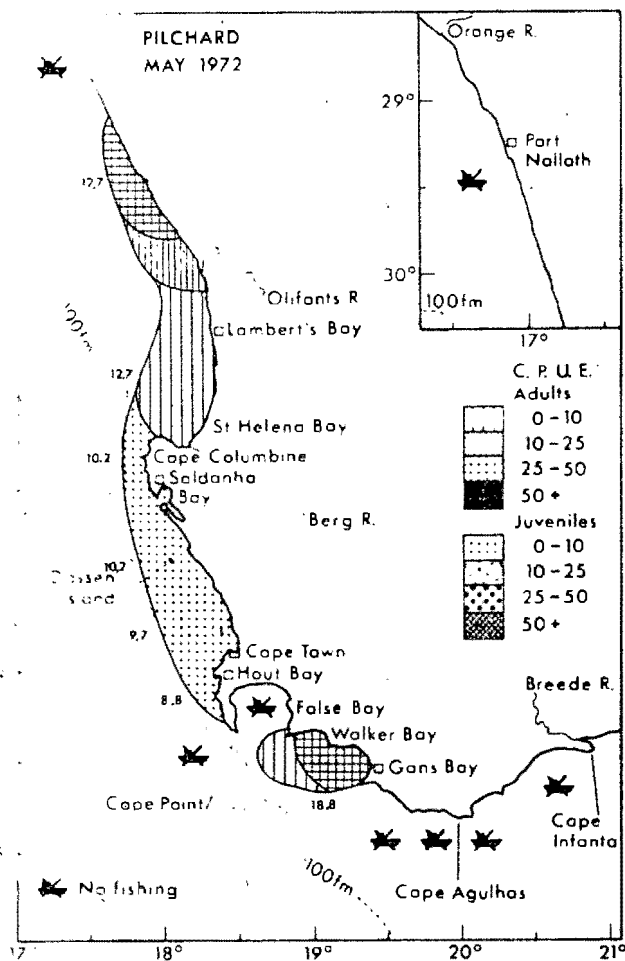 PILCHARD
MAY 1972
Orange R.
29°
Port
Nolloth
30°
100fm
17°
12,7
Olifants R
100fm
Lambert's Bay
12,7
C. P. U. E.
Adults
0-10
10-25
25-50
50+
Juveniles
0-10
10-25
25-50
50+
St Helena Bay
10.2
Cape Columbine
Saldanha
Bay
Berg R.
10,2
9,7
Cape Town
Hout Bay
Breede R.
8.8
False Bay
Walker Bay
Gans Bay
Cape Point
18,8
Cape
Infanta
100fm
No fishing
Cape Agulhas
17
18°
19°
20°
21°